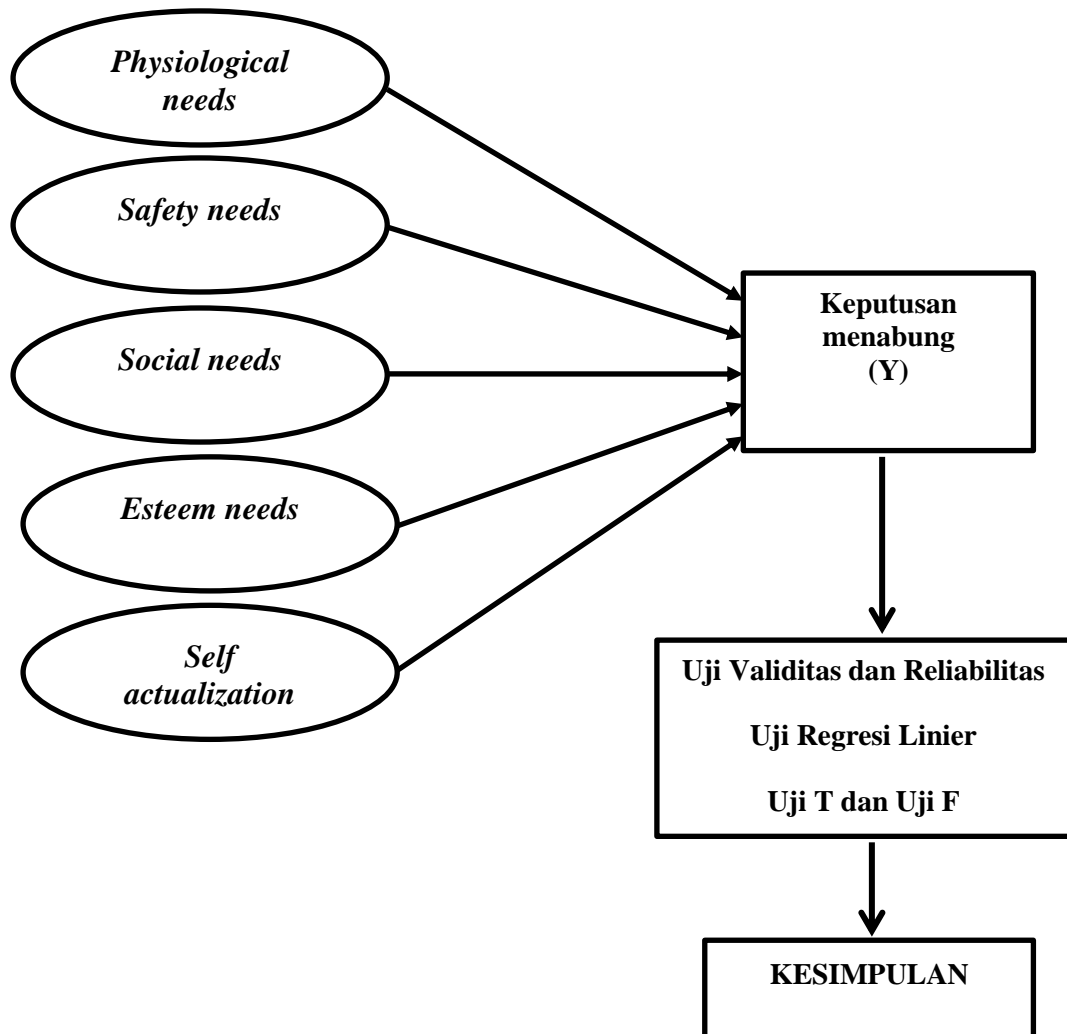 Physiological
needs
Safety needs
Social needs
Esteem needs
Self
actualization
Keputusan
menabung
(Y)
Uji Validitas dan Reliabilitas
Uji Regresi Linier
Uji T dan Uji F
KESIMPULAN